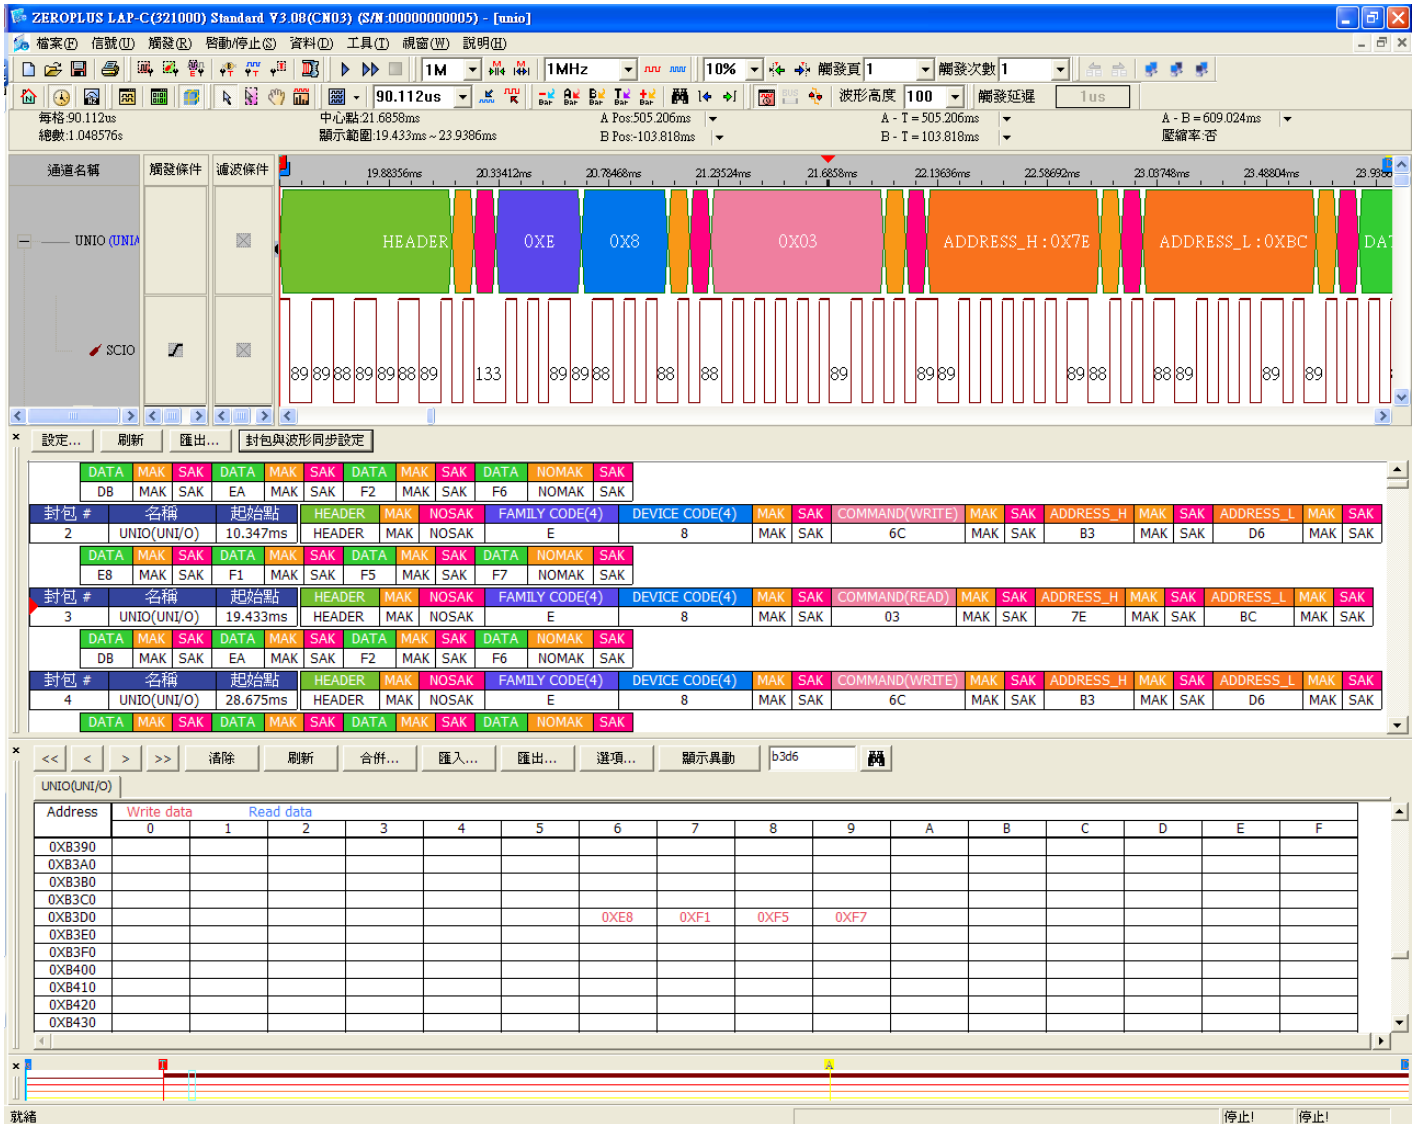 ZEROPLUS LAP-C(321000) Standard V3.08(CN03) (S/N:00000000005) - [unio]
檔案(F) 信號(U) 觸發(R) 啓動/停止(S) 資料(D) 工具(T) 視窗(W) 說明(H)
1M 1MHz 10% 觸發頁 1 觸發次數 1
90.112us Bar Bar Bar Bar Bar 波形高度 100 觸發延遲 1us
每格:90.112us 中心點:21.6858ms A Pos:505.206ms A - T = 505.206ms A - B = 609.024ms
總數:1.048576s 顯示範圍:19.433ms ~ 23.9386ms B Pos:-103.818ms B - T = 103.818ms 壓縮率:否
通道名稱 觸發條件 濾波條件 19.88356ms 20.33412ms 20.78468ms 21.23524ms 21.6858ms 22.13636ms 22.58692ms 23.03748ms 23.48804ms
UNIO (UNI/ HEADER 0XE 0X8 0X03 ADDRESS_H:0X7E ADDRESS_L:0XBC DA
SCIO 89 89 88 89 89 88 89 133 89 89 88 88 88 89 89 89 89 88 88 89 89 89
設定... 刷新 匯出... 封包與波形同步設定
DATA MAK SAK DATA MAK SAK DATA MAK SAK DATA NOMAK SAK
DB MAK SAK EA MAK SAK F2 MAK SAK F6 NOMAK SAK
封包 # 名稱 起始點 HEADER MAK NOSAK FAMILY CODE(4) DEVICE CODE(4) MAK SAK COMMAND(WRITE) MAK SAK ADDRESS_H MAK SAK ADDRESS_L MAK SAK
2 UNIO(UNI/O) 10.347ms HEADER MAK NOSAK E 8 MAK SAK 6C MAK SAK B3 MAK SAK D6 MAK SAK
DATA MAK SAK DATA MAK SAK DATA MAK SAK DATA NOMAK SAK
E8 MAK SAK F1 MAK SAK F5 MAK SAK F7 NOMAK SAK
封包 # 名稱 起始點 HEADER MAK NOSAK FAMILY CODE(4) DEVICE CODE(4) MAK SAK COMMAND(READ) MAK SAK ADDRESS_H MAK SAK ADDRESS_L MAK SAK
3 UNIO(UNI/O) 19.433ms HEADER MAK NOSAK E 8 MAK SAK 03 MAK SAK 7E MAK SAK BC MAK SAK
DATA MAK SAK DATA MAK SAK DATA MAK SAK DATA NOMAK SAK
DB MAK SAK EA MAK SAK F2 MAK SAK F6 NOMAK SAK
封包 # 名稱 起始點 HEADER MAK NOSAK FAMILY CODE(4) DEVICE CODE(4) MAK SAK COMMAND(WRITE) MAK SAK ADDRESS_H MAK SAK ADDRESS_L MAK SAK
4 UNIO(UNI/O) 28.675ms HEADER MAK NOSAK E 8 MAK SAK 6C MAK SAK B3 MAK SAK D6 MAK SAK
DATA MAK SAK DATA MAK SAK DATA MAK SAK DATA NOMAK SAK
<< < > >> 清除 刷新 合併... 匯入... 匯出... 選項... 顯示異動 b3d6
UNIO(UNI/O)
Address Write data Read data
0 1 2 3 4 5 6 7 8 9 A B C D E F
0XB390
0XB3A0
0XB3B0
0XB3C0
0XB3D0 0XE8 0XF1 0XF5 0XF7
0XB3E0
0XB3F0
0XB400
0XB410
0XB420
0XB430
T A D
就緒 停止! 停止!